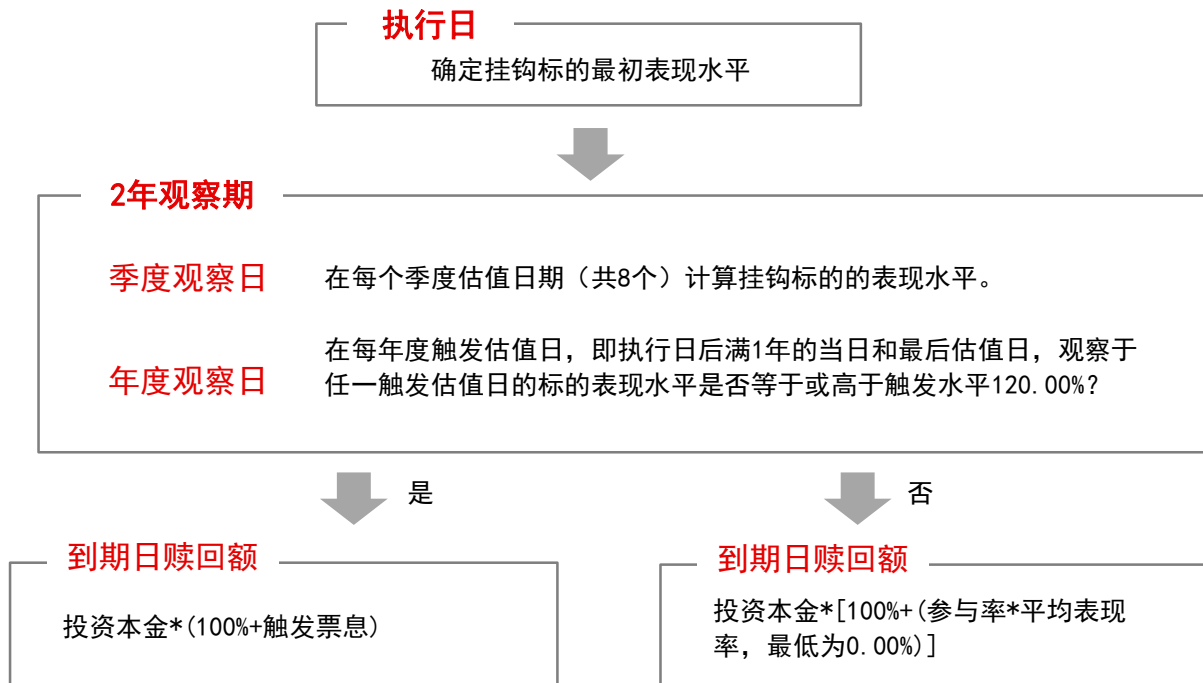 执行日
确定挂钩标的最初表现水平
2年观察期
季度观察日
在每个季度估值日期（共8个）计算挂钩标的的表现水平。
年度观察日
在每年度触发估值日，即执行日后满1年的当日和最后估值日，观察于
任一触发估值日的标的表现水平是否等于或高于触发水平120.00%?
是
否
到期日赎回额
投资本金*(100%+触发票息)
到期日赎回额
投资本金*[100%+(参与率*平均表现
率，最低为0.00%)]